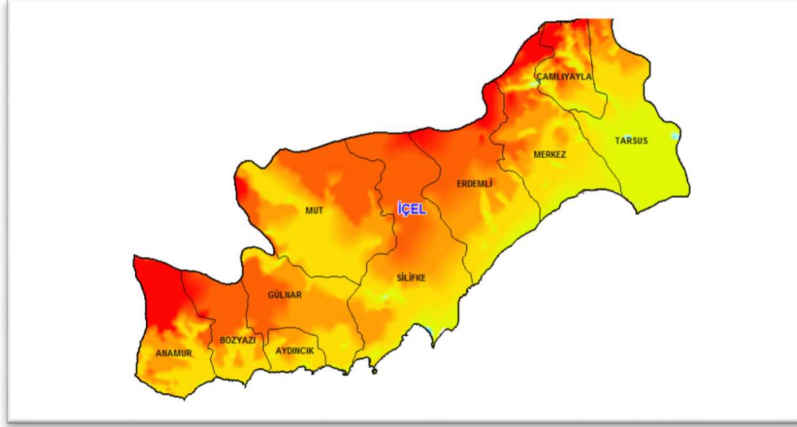 ÇAMLIYAYLA
TARSUS
MERKEZ
ERDEMLİ
MUT
İÇEL
SİLİFKE
GÜLNAR
BOZYAZI
AYDINCIK
ANAMUR